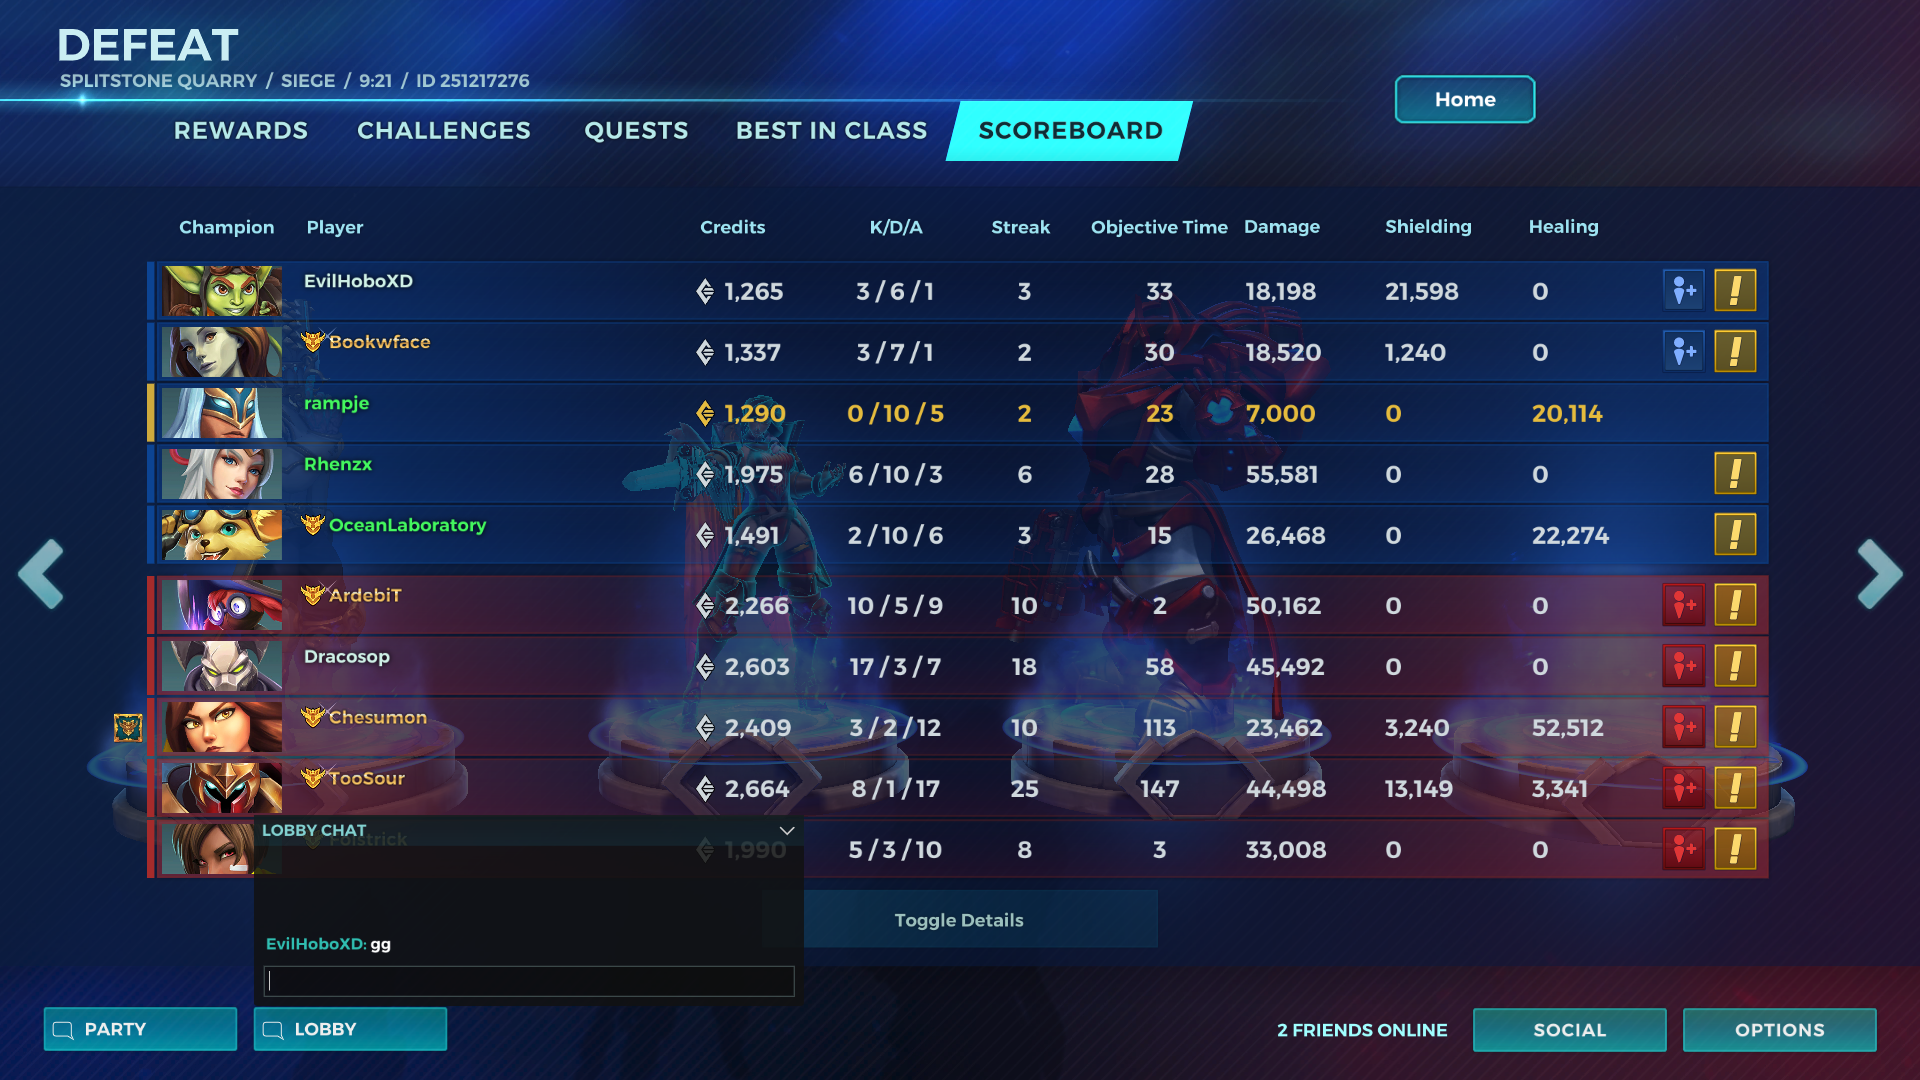 DEFEAT
SPLITSTONE QUARRY / SIEGE / 9:21 / ID 251217276
Home
REWARDS CHALLENGES QUESTS BEST IN CLASS SCOREBOARD
Champion Player Credits K/D/A Streak Objective Time Damage Shielding Healing
EvilHoboXD 1,265 3 / 6 / 1 3 33 18,198 21,598 0
Bookwface 1,337 3 / 7 / 1 2 30 18,520 1,240 0
rampje 1,290 0 / 10 / 5 2 23 7,000 0 20,114
Rhenzx 1,975 6 / 10 / 3 6 28 55,581 0 0
OceanLaboratory 1,491 2 / 10 / 6 3 15 26,468 0 22,274
ArdebiT 2,266 10 / 5 / 9 10 2 50,162 0 0
Dracosop 2,603 17 / 3 / 7 18 58 45,492 0 0
Chesumon 2,409 3 / 2 / 12 10 113 23,462 3,240 52,512
TooSour 2,664 8 / 1 / 17 25 147 44,498 13,149 3,341
1,990 5 / 3 / 10 8 3 33,008 0 0
LOBBY CHAT
Toggle Details
EvilHoboXD: gg
PARTY LOBBY 2 FRIENDS ONLINE SOCIAL OPTIONS